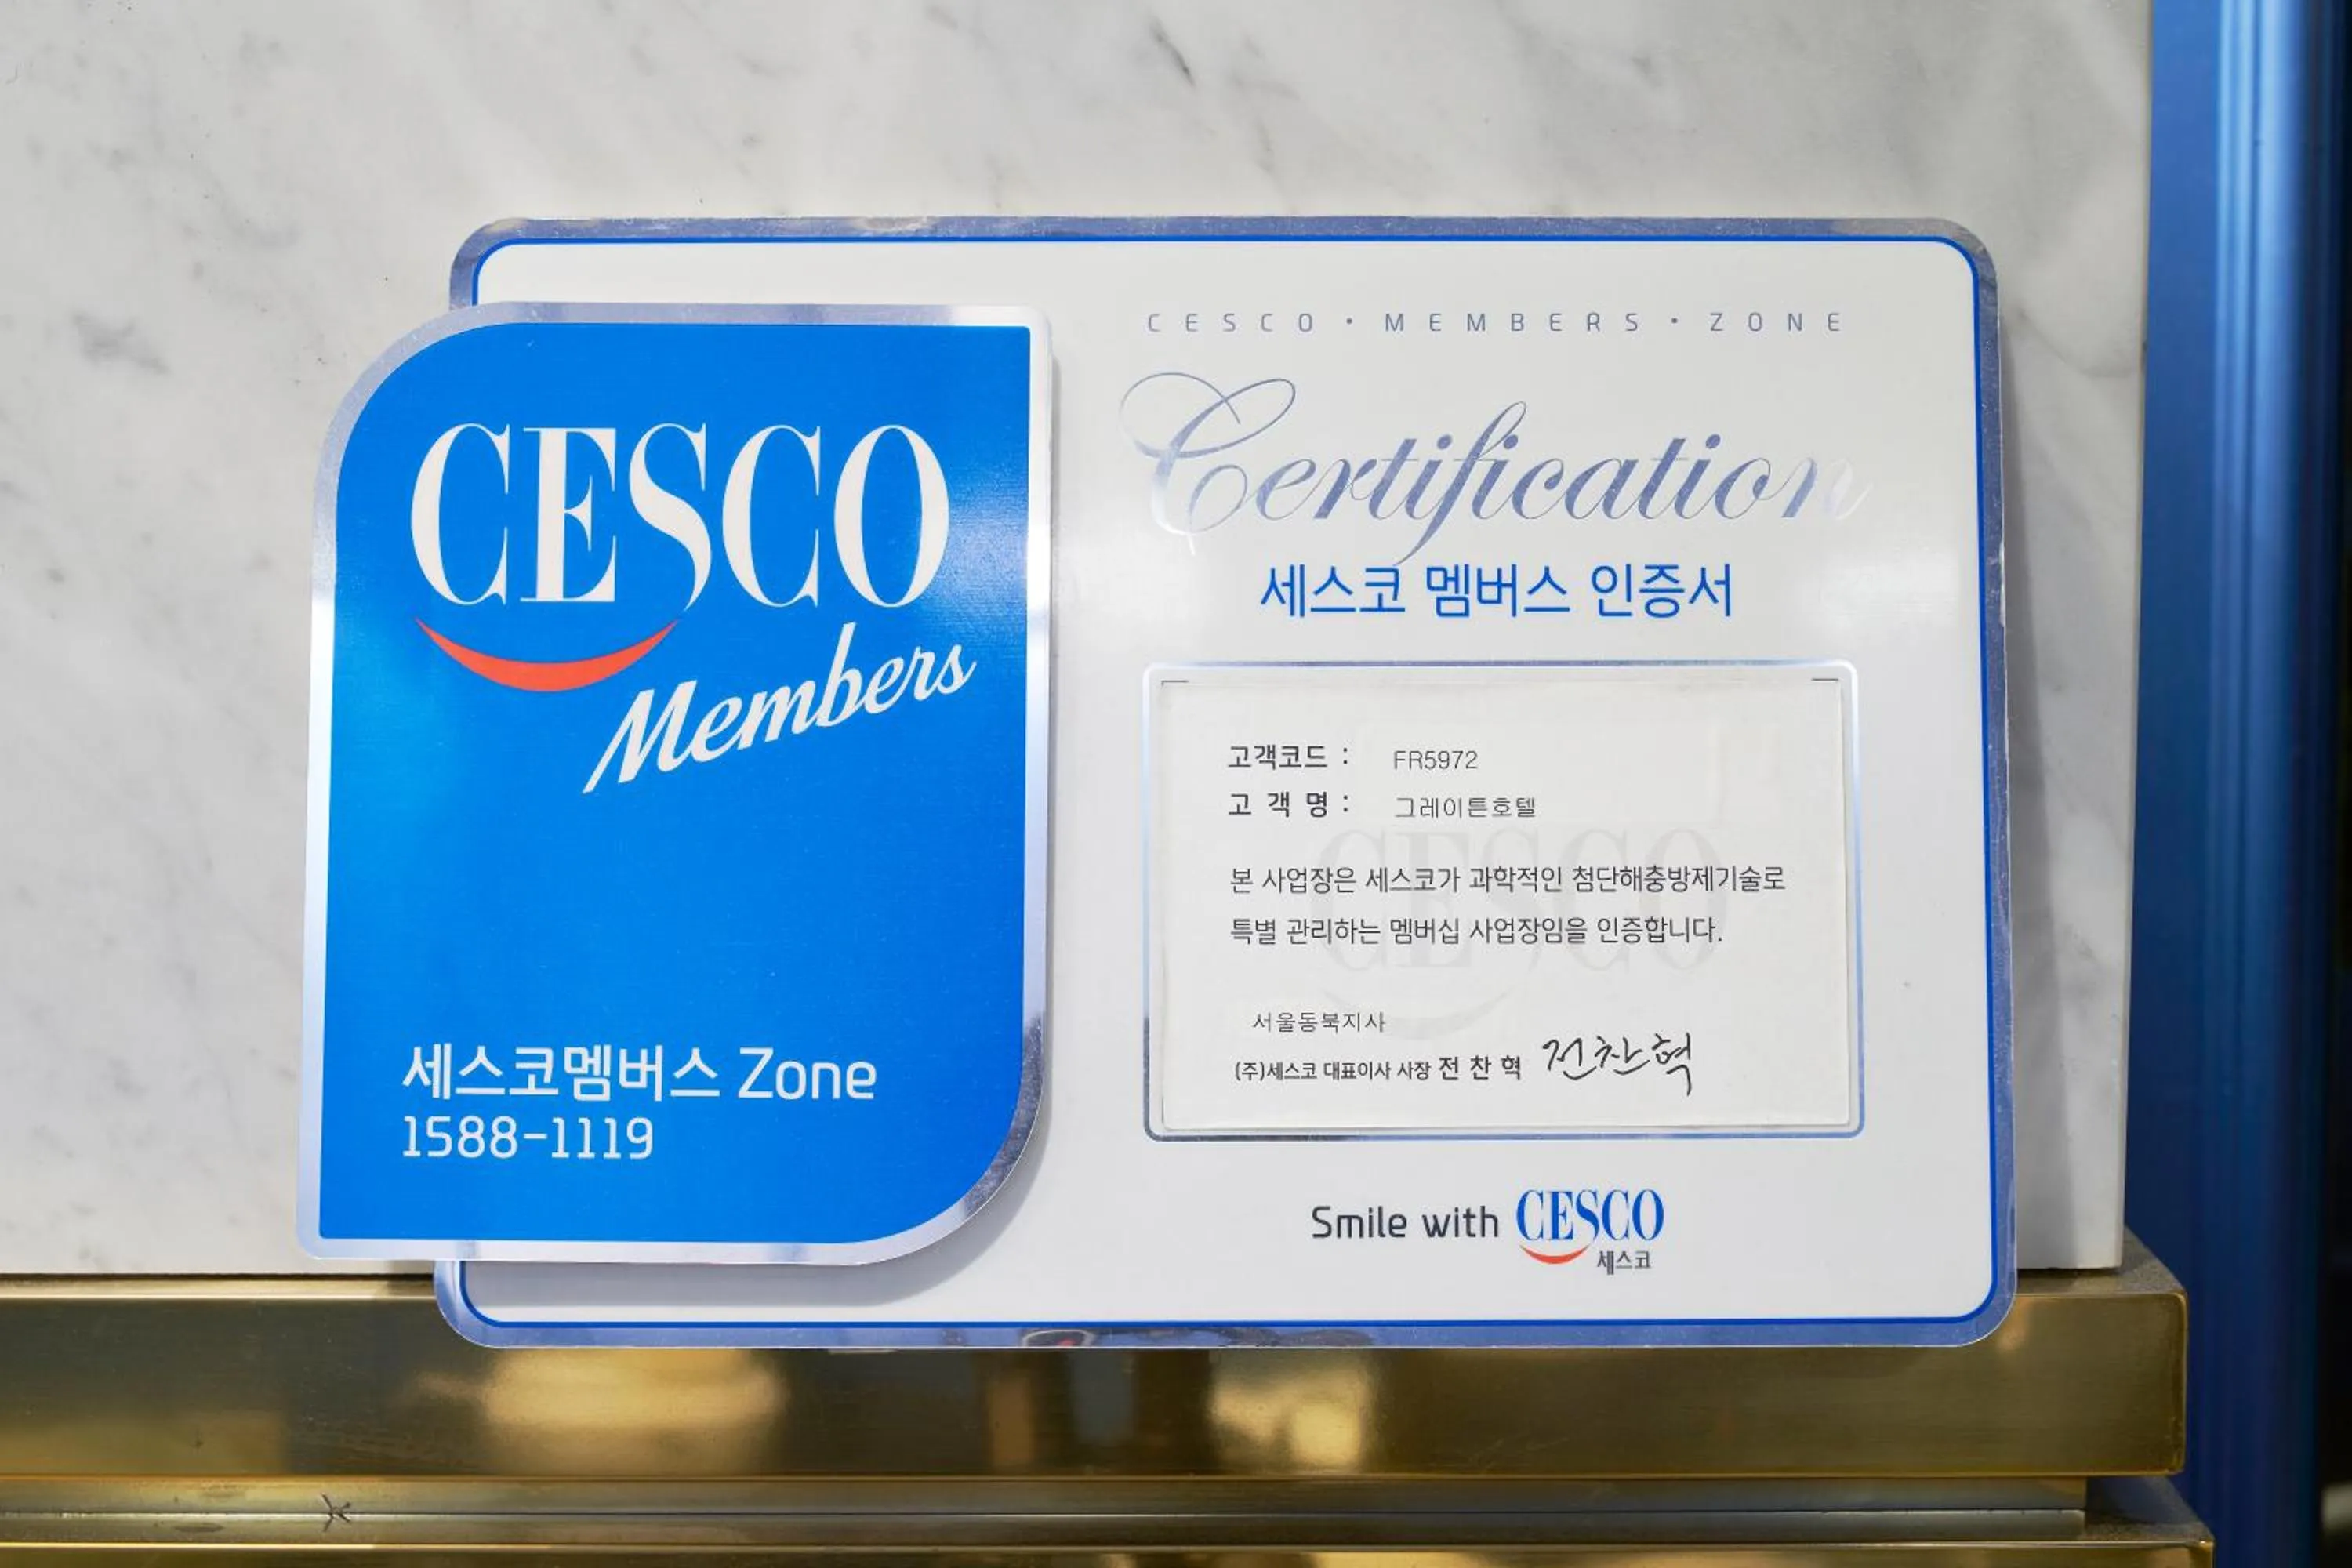 CESCO
Members
세스코멤버스 Zone
1588-1119
CESCO·MEMBERS·ZONE
Certification
세스코 멤버스 인증서
고객코드 : FR5972
고 객 명 : 그레이튼호텔
본 사업장은 세스코가 과학적인 첨단해충방제기술로
특별 관리하는 멤버십 사업장임을 인증합니다.
서울동북지사
(주)세스코 대표이사 사장 전 찬 혁 전찬혁
Smile with CESCO
세스코
CESCO